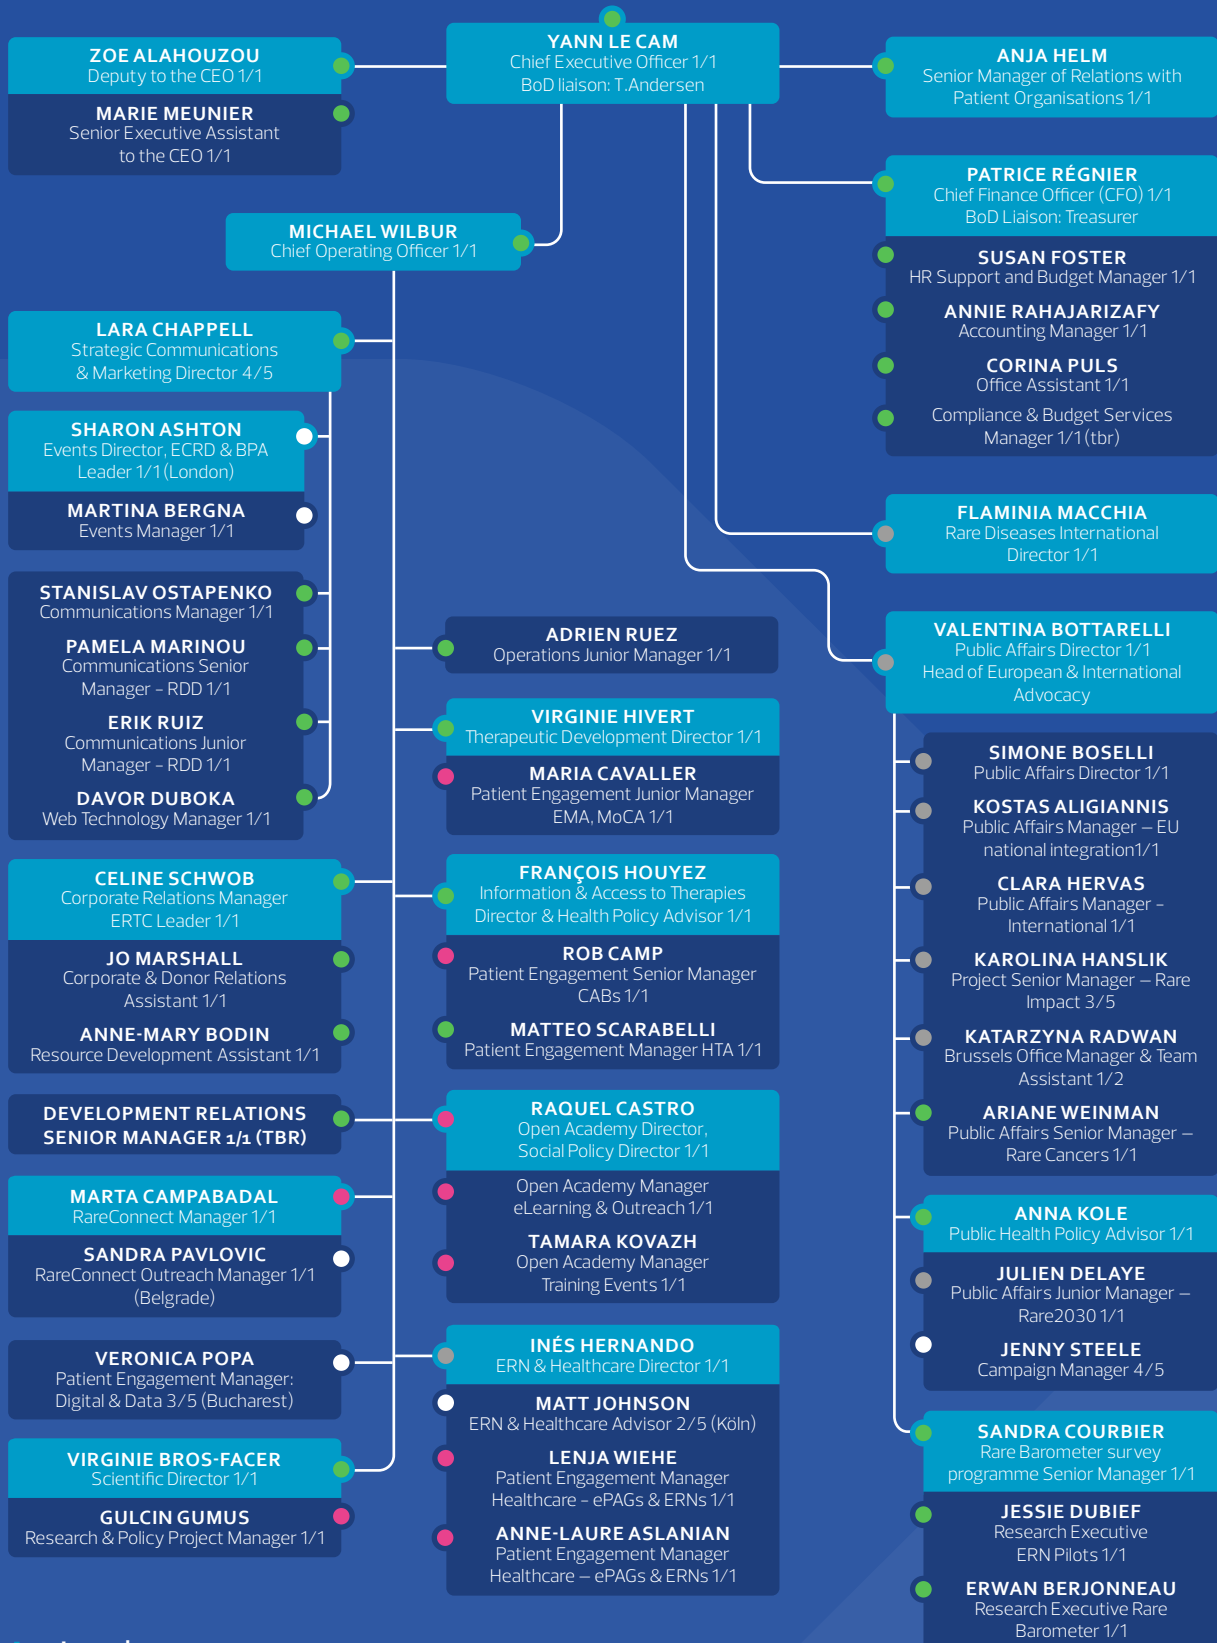 YANN LE CAM
Chief Executive Officer 1/1
BoD liaison: T.Andersen
ZOE ALAHOUZOU
Deputy to the CEO 1/1
MARIE MEUNIER
Senior Executive Assistant
to the CEO 1/1
ANJA HELM
Senior Manager of Relations with
Patient Organisations 1/1
PATRICE RÉGNIER
Chief Finance Officer (CFO) 1/1
BoD Liaison: Treasurer
SUSAN FOSTER
HR Support and Budget Manager 1/1
ANNIE RAHAJARIZAFY
Accounting Manager 1/1
CORINA PULS
Office Assistant 1/1
Compliance & Budget Services
Manager 1/1 (tbr)
MICHAEL WILBUR
Chief Operating Officer 1/1
LARA CHAPPELL
Strategic Communications
& Marketing Director 4/5
SHARON ASHTON
Events Director, ECRD & BPA
Leader 1/1 (London)
MARTINA BERGNA
Events Manager 1/1
STANISLAV OSTAPENKO
Communications Manager 1/1
PAMELA MARINOU
Communications Senior
Manager - RDD 1/1
ERIK RUIZ
Communications Junior
Manager - RDD 1/1
DAVOR DUBOKA
Web Technology Manager 1/1
CELINE SCHWOB
Corporate Relations Manager
ERTC Leader 1/1
JO MARSHALL
Corporate & Donor Relations
Assistant 1/1
ANNE-MARY BODIN
Resource Development Assistant 1/1
DEVELOPMENT RELATIONS
SENIOR MANAGER 1/1 (TBR)
MARTA CAMPABADAL
RareConnect Manager 1/1
SANDRA PAVLOVIC
RareConnect Outreach Manager 1/1
(Belgrade)
VERONICA POPA
Patient Engagement Manager:
Digital & Data 3/5 (Bucharest)
VIRGINIE BROS-FACER
Scientific Director 1/1
GULCIN GUMUS
Research & Policy Project Manager 1/1
ADRIEN RUEZ
Operations Junior Manager 1/1
VIRGINIE HIVERT
Therapeutic Development Director 1/1
MARIA CAVALLER
Patient Engagement Junior Manager
EMA, MoCA 1/1
FRANÇOIS HOUYEZ
Information & Access to Therapies
Director & Health Policy Advisor 1/1
ROB CAMP
Patient Engagement Senior Manager
CABs 1/1
MATTEO SCARABELLI
Patient Engagement Manager HTA 1/1
RAQUEL CASTRO
Open Academy Director,
Social Policy Director 1/1
Open Academy Manager
eLearning & Outreach 1/1
TAMARA KOVAZH
Open Academy Manager
Training Events 1/1
INÉS HERNANDO
ERN & Healthcare Director 1/1
MATT JOHNSON
ERN & Healthcare Advisor 2/5 (Köln)
LENJA WIEHE
Patient Engagement Manager
Healthcare - ePAGs & ERNs 1/1
ANNE-LAURE ASLANIAN
Patient Engagement Manager
Healthcare – ePAGs & ERNs 1/1
FLAMINIA MACCHIA
Rare Diseases International
Director 1/1
VALENTINA BOTTARELLI
Public Affairs Director 1/1
Head of European & International
Advocacy
SIMONE BOSELLI
Public Affairs Director 1/1
KOSTAS ALIGIANNIS
Public Affairs Manager – EU
national integration1/1
CLARA HERVAS
Public Affairs Manager -
International 1/1
KAROLINA HANSLIK
Project Senior Manager – Rare
Impact 3/5
KATARZYNA RADWAN
Brussels Office Manager & Team
Assistant 1/2
ARIANE WEINMAN
Public Affairs Senior Manager –
Rare Cancers 1/1
ANNA KOLE
Public Health Policy Advisor 1/1
JULIEN DELAYE
Public Affairs Junior Manager –
Rare2030 1/1
JENNY STEELE
Campaign Manager 4/5
SANDRA COURBIER
Rare Barometer survey
programme Senior Manager 1/1
JESSIE DUBIEF
Research Executive
ERN Pilots 1/1
ERWAN BERJONNEAU
Research Executive Rare
Barometer 1/1